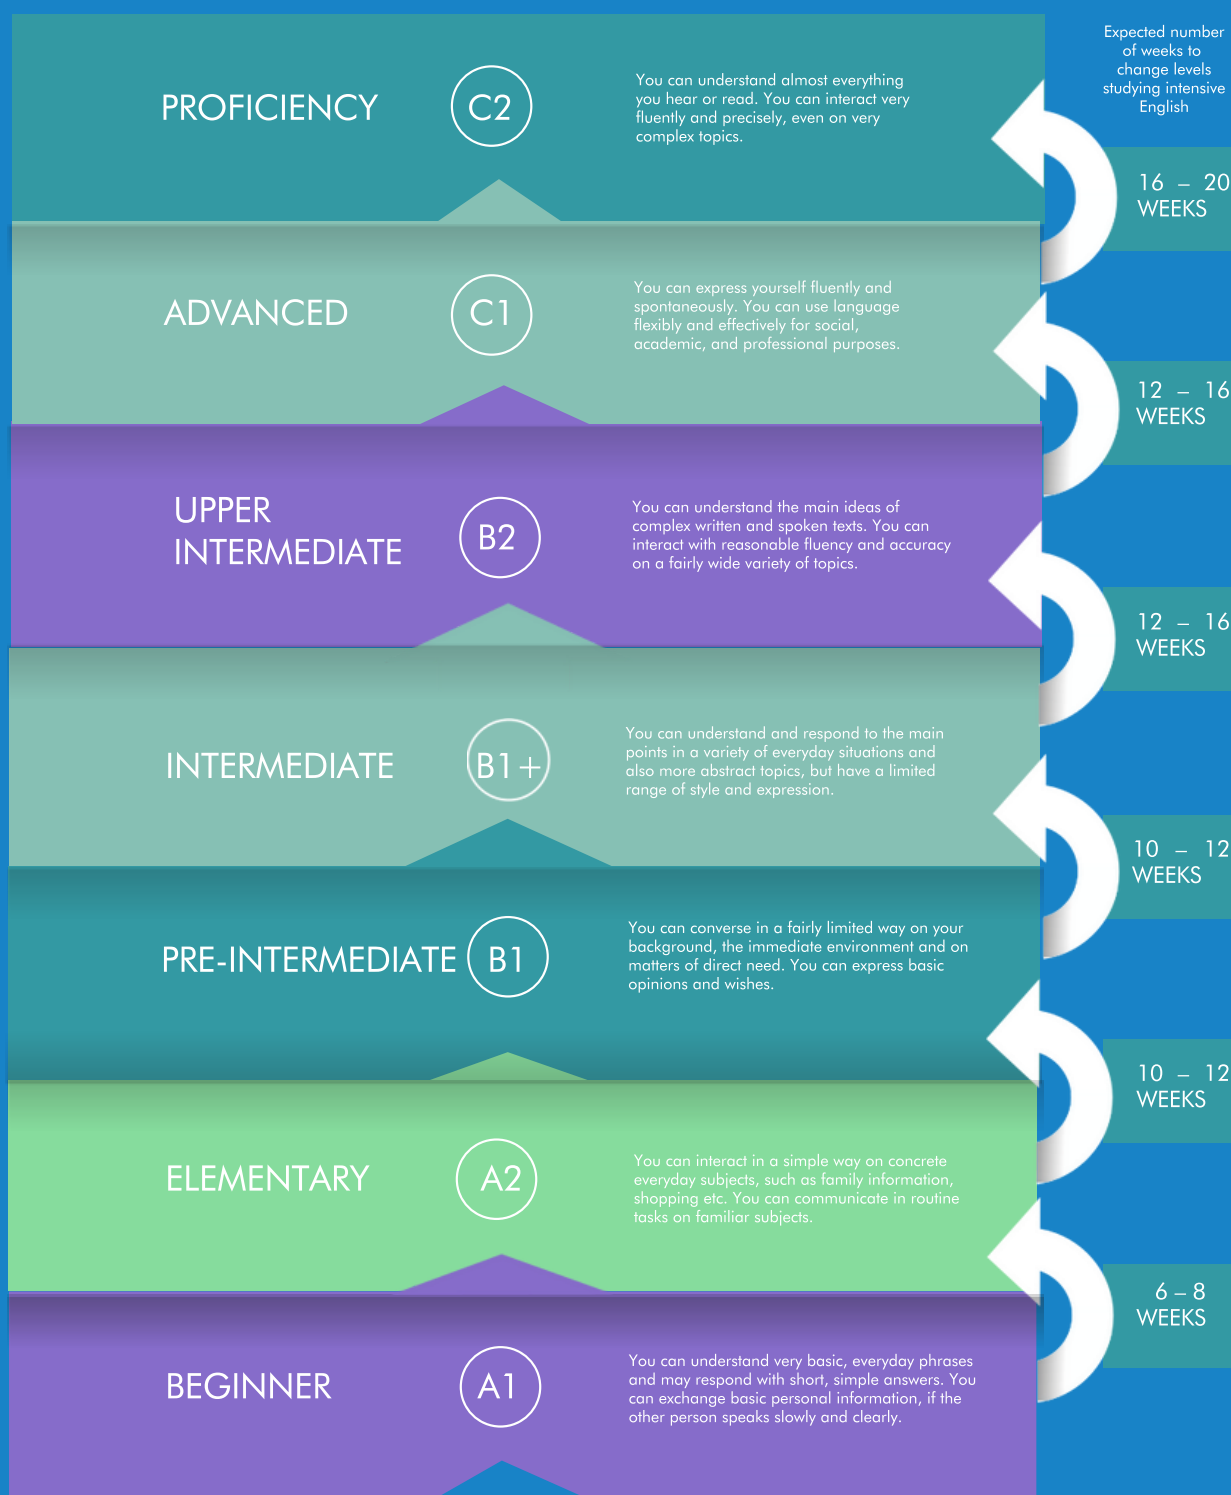 Expected number
of weeks to
change levels
studying intensive
English
PROFICIENCY
C2
You can understand almost everything
you hear or read. You can interact very
fluently and precisely, even on very
complex topics.
16 – 20
WEEKS
ADVANCED
C1
You can express yourself fluently and
spontaneously. You can use language
flexibly and effectively for social,
academic, and professional purposes.
12 – 16
WEEKS
UPPER
INTERMEDIATE
B2
You can understand the main ideas of
complex written and spoken texts. You can
interact with reasonable fluency and accuracy
on a fairly wide variety of topics.
12 – 16
WEEKS
INTERMEDIATE
B1+
You can understand and respond to the main
points in a variety of everyday situations and
also more abstract topics, but have a limited
range of style and expression.
10 – 12
WEEKS
PRE-INTERMEDIATE
B1
You can converse in a fairly limited way on your
background, the immediate environment and on
matters of direct need. You can express basic
opinions and wishes.
10 – 12
WEEKS
ELEMENTARY
A2
You can interact in a simple way on concrete
everyday subjects, such as family information,
shopping etc. You can communicate in routine
tasks on familiar subjects.
6 – 8
WEEKS
BEGINNER
A1
You can understand very basic, everyday phrases
and may respond with short, simple answers. You
can exchange basic personal information, if the
other person speaks slowly and clearly.